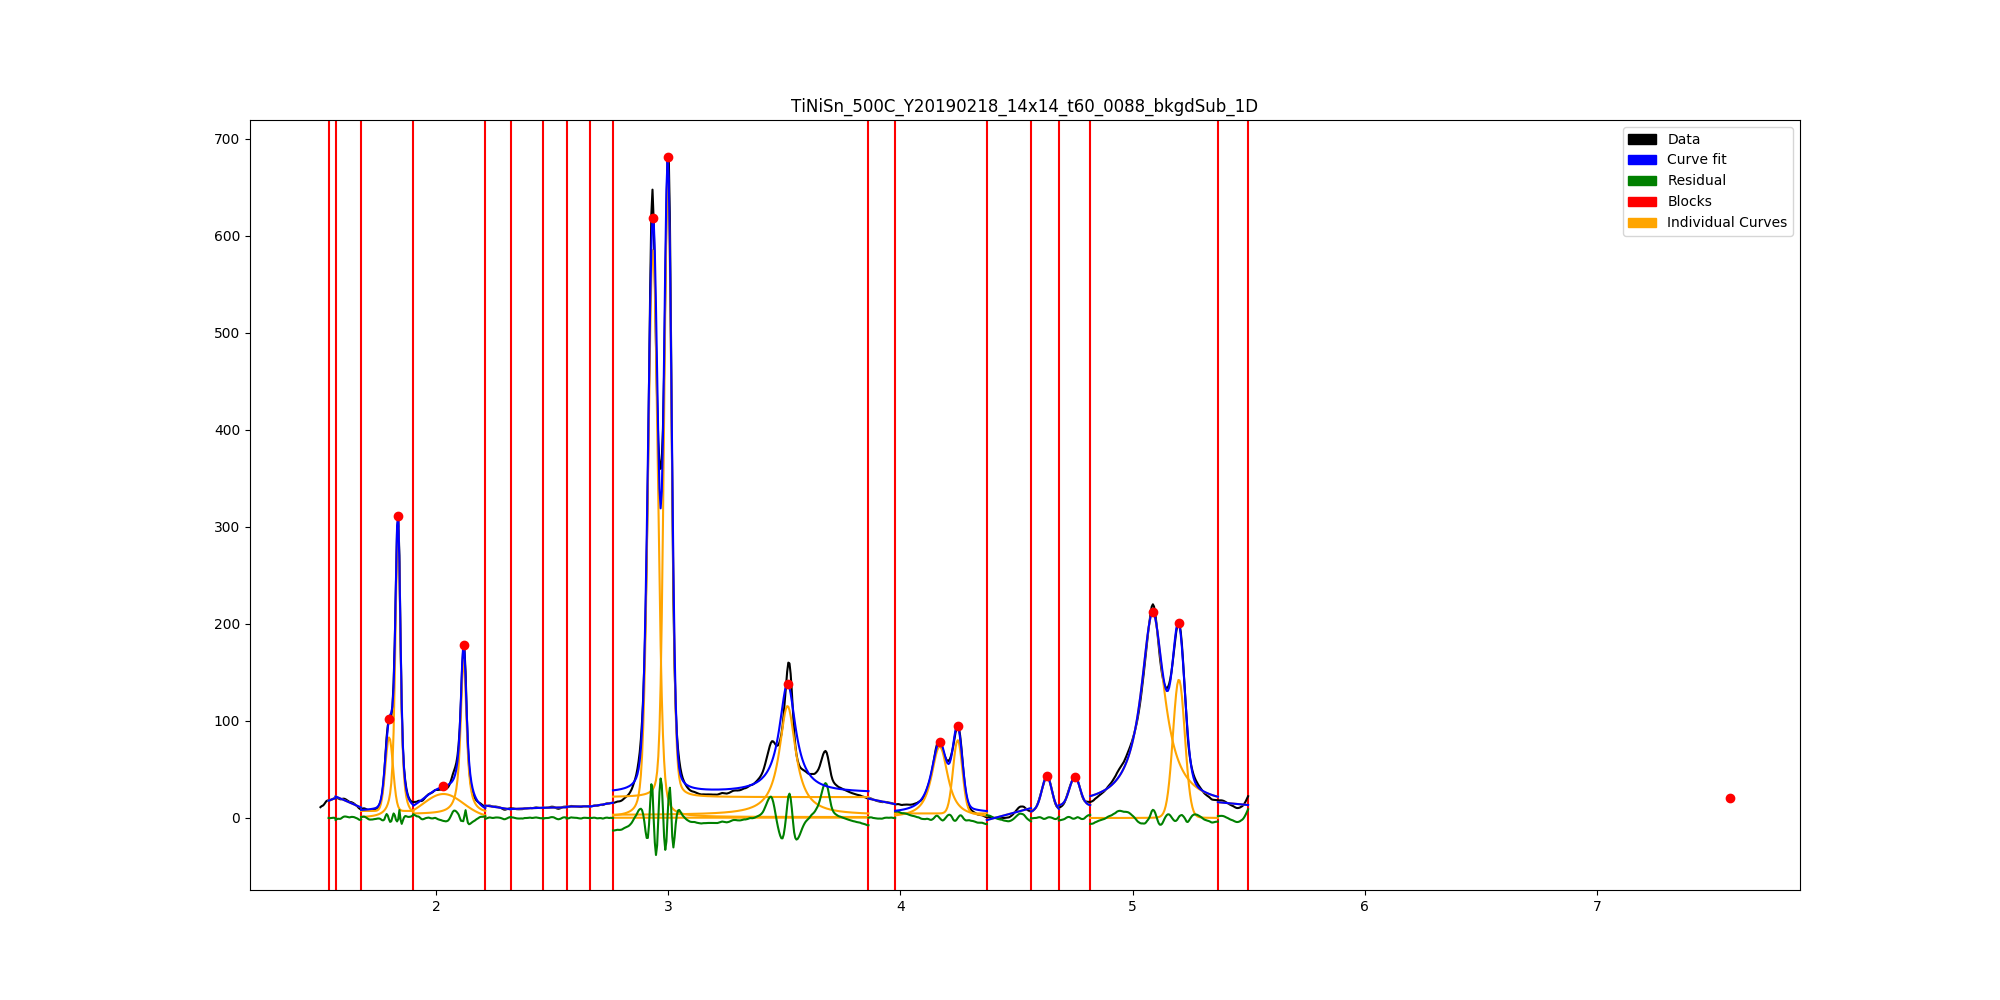 TiNiSn_500C_Y20190218_14x14_t60_0088_bkgdSub_1D
700
600
500
400
300
200
100
0
2
3
4
5
6
7
Data
Curve fit
Residual
Blocks
Individual Curves